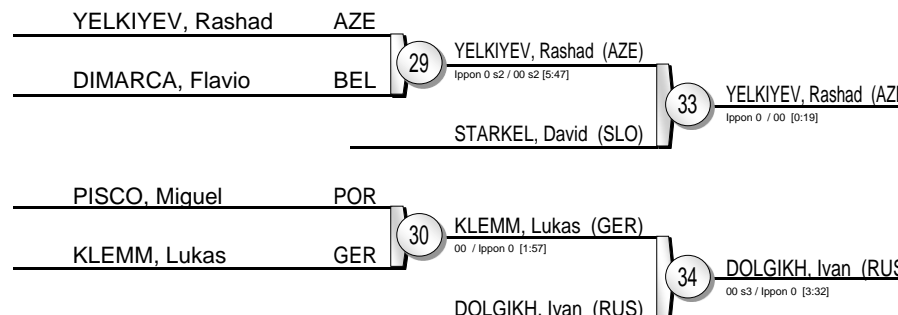 YELKIYEV, Rashad AZE
29
YELKIYEV, Rashad (AZE)
Ippon 0 s2 / 00 s2 [5:47]
DIMARCA, Flavio BEL
33
YELKIYEV, Rashad (AZE
Ippon 0 / 00 [0:19]
STARKEL, David (SLO)
PISCO, Miguel POR
30
KLEMM, Lukas (GER)
00 / Ippon 0 [1:57]
KLEMM, Lukas GER
34
DOLGIKH, Ivan (RUS
00 s3 / Ippon 0 [3:32]
DOLGIKH, Ivan (RUS)